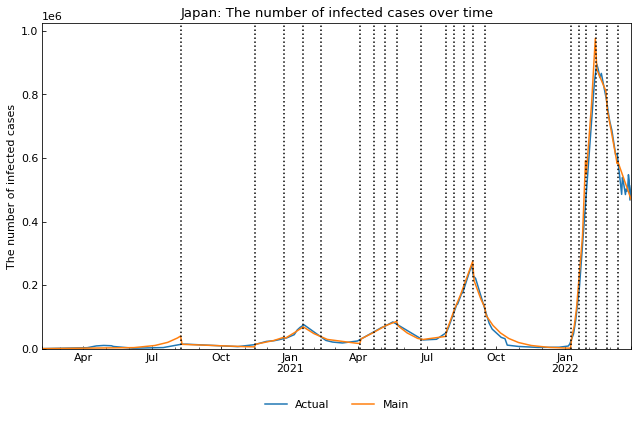 Japan: The number of infected cases over time
1e6
1.0
0.8
0.6
0.4
0.2
0.0
The number of infected cases
Apr Jul Oct Jan Apr Jul Oct Jan
2021 2022
Actual Main